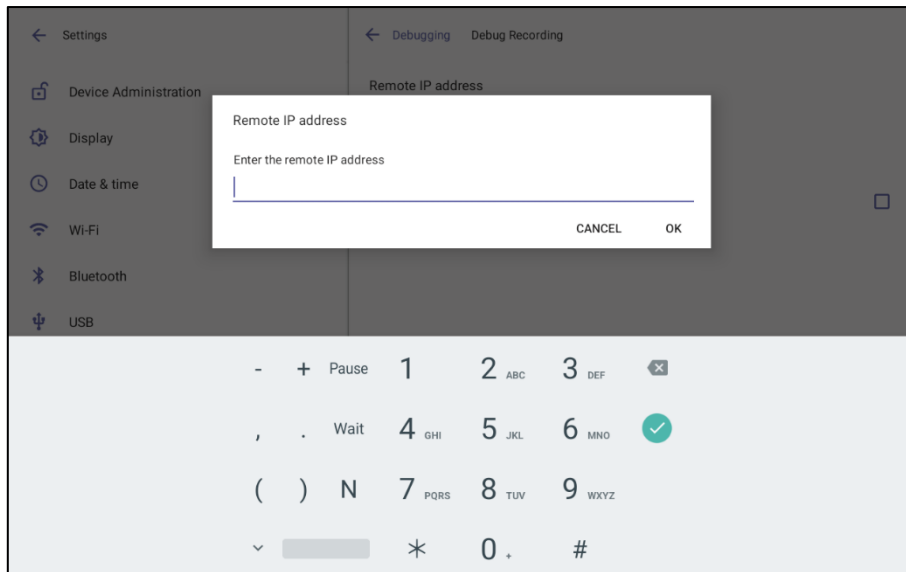 Settings
Debugging Debug Recording
Device Administration
Display
Date & time
Wi-Fi
Bluetooth
USB
Remote IP address
Remote IP address
Enter the remote IP address
CANCEL OK
- + Pause 1 2 ABC 3 DEF
, . Wait 4 GHI 5 JKL 6 MNO
( ) N 7 PQRS 8 TUV 9 WXYZ
* 0 + #